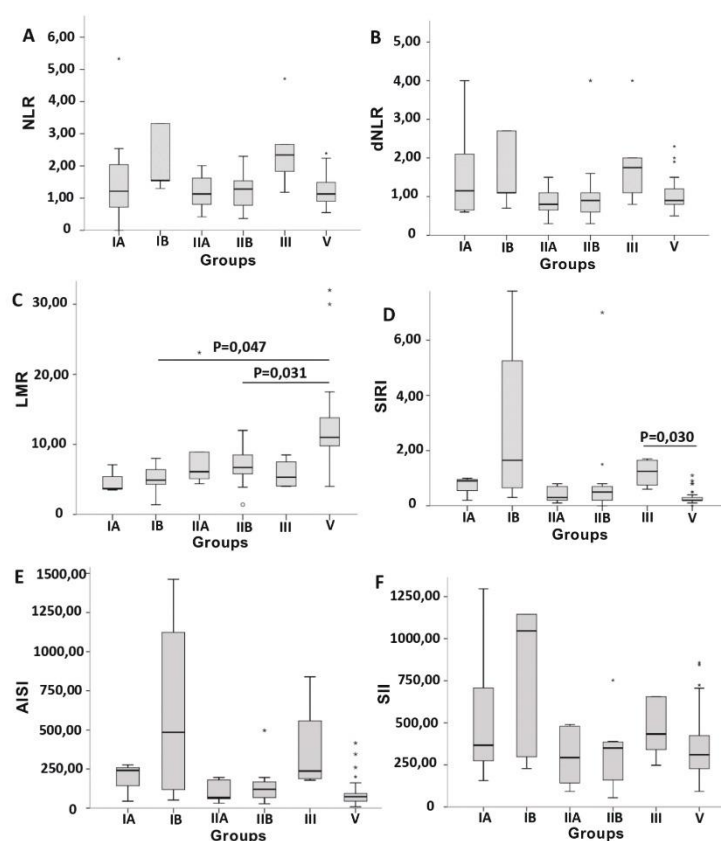 A
NLR
6,00
5,00
4,00
3,00
2,00
1,00
0
IA IB IIA IIB III V
Groups
B
dNLR
5,00
4,00
3,00
2,00
1,00
0
IA IB IIA IIB III V
Groups
C
LMR
30,00
20,00
10,00
0
P=0,047
P=0,031
IA IB IIA IIB III V
Groups
D
SIRI
6,00
4,00
2,00
0
P=0,030
IA IB IIA IIB III V
Groups
E
AISI
1500,00
1250,00
1000,00
750,00
500,00
250,00
0
IA IB IIA IIB III V
Groups
F
SII
1250,00
1000,00
750,00
500,00
250,00
0
IA IB IIA IIB III V
Groups